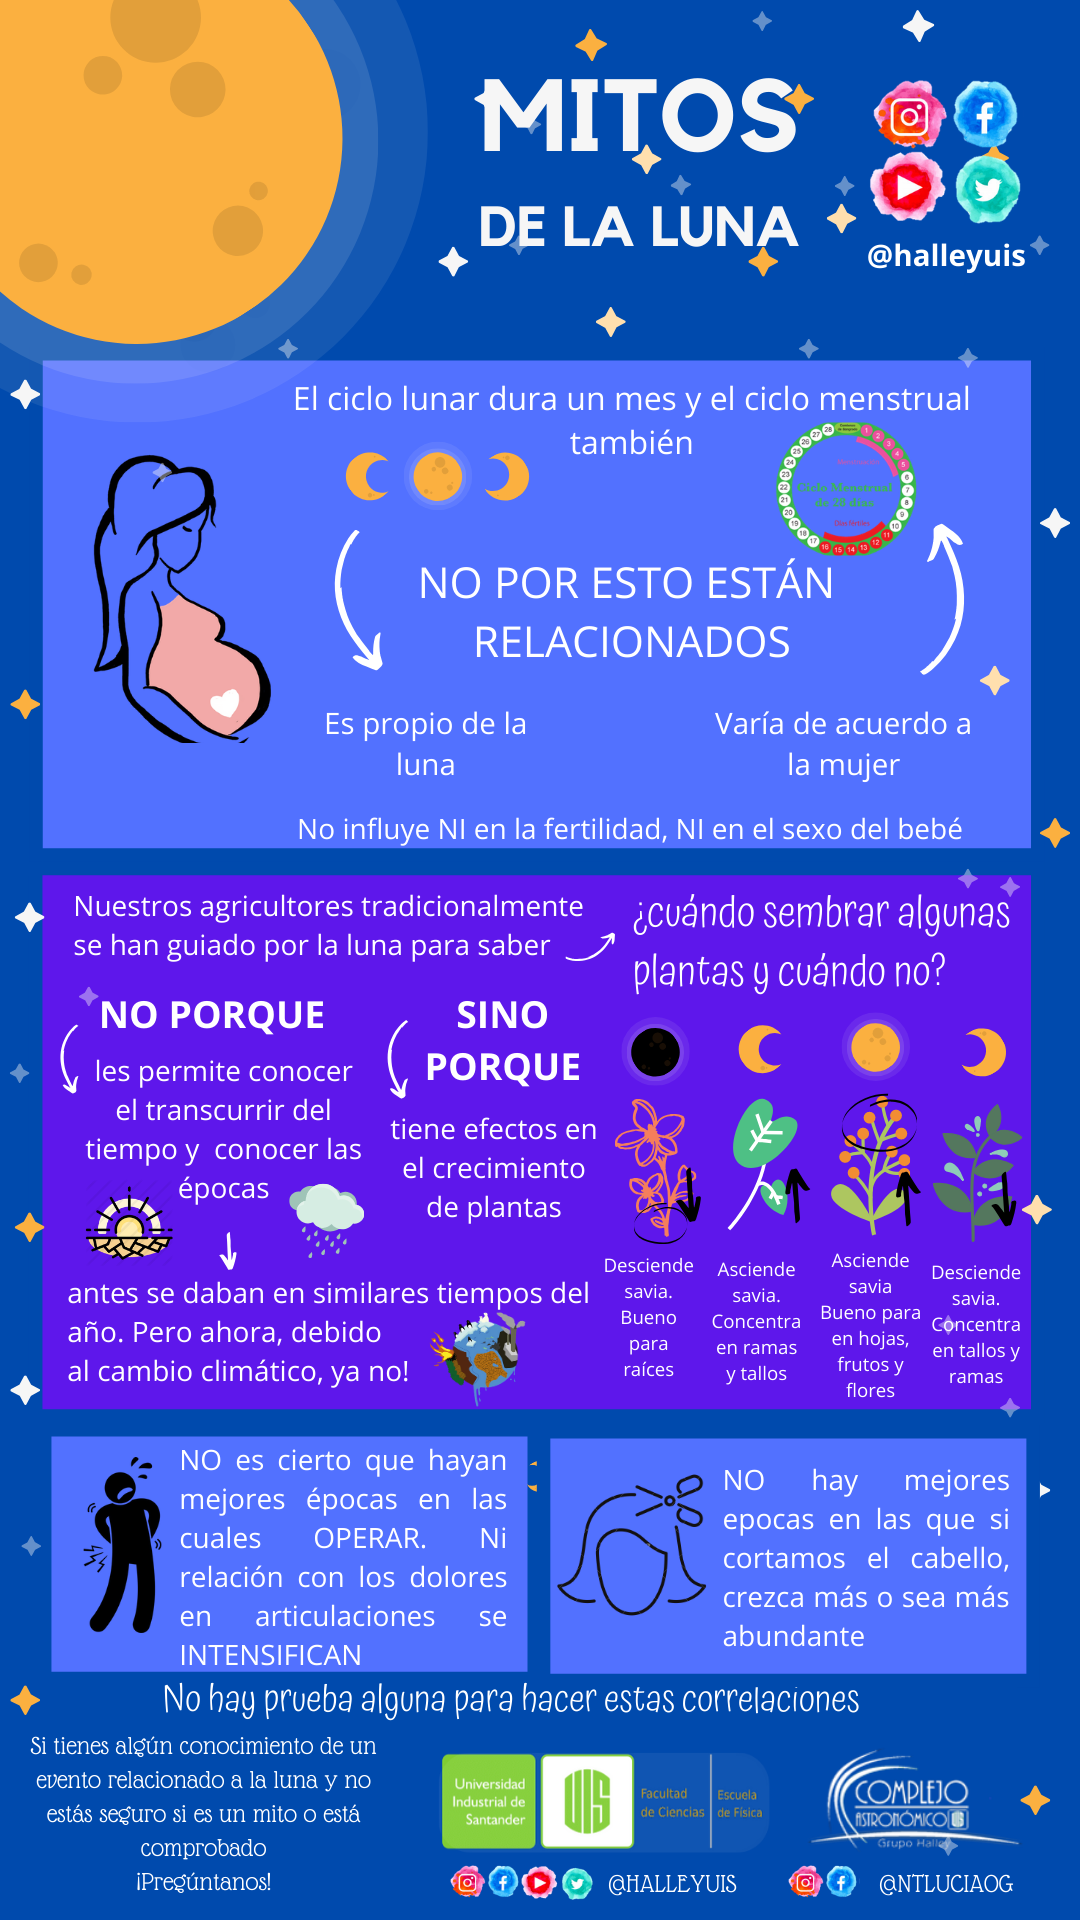 MITOS
DE LA LUNA
@halleyuis
El ciclo lunar dura un mes y el ciclo menstrual
también
Ciclo Menstrual
de 28 días
NO POR ESTO ESTÁN
RELACIONADOS
Es propio de la
luna
Varía de acuerdo a
la mujer
No influye NI en la fertilidad, NI en el sexo del bebé
Nuestros agricultores tradicionalmente
se han guiado por la luna para saber
¿cuándo sembrar algunas
plantas y cuándo no?
NO PORQUE
les permite conocer
el transcurrir del
tiempo y conocer las
épocas
SINO
PORQUE
tiene efectos en
el crecimiento
de plantas
antes se daban en similares tiempos del
año. Pero ahora, debido
al cambio climático, ya no!
Desciende
savia.
Bueno
para
raíces
Asciende
savia.
Concentra
en ramas
y tallos
Asciende
savia
Bueno para
en hojas,
frutos y
flores
Desciende
savia.
Concentra
en tallos y
ramas
NO es cierto que hayan
mejores épocas en las
cuales OPERAR. Ni
relación con los dolores
en articulaciones se
INTENSIFICAN
NO hay mejores
epocas en las que si
cortamos el cabello,
crezca más o sea más
abundante
No hay prueba alguna para hacer estas correlaciones
Si tienes algún conocimiento de un
evento relacionado a la luna y no
estás seguro si es un mito o está
comprobado
¡Pregúntanos!
Universidad
Industrial de
Santander
UIS
Facultad
de Ciencias
Escuela
de Física
COMPLEJO
ASTRONÓMICO UIS
Grupo Halley
@HALLEYUIS
@NTLUCIAOG